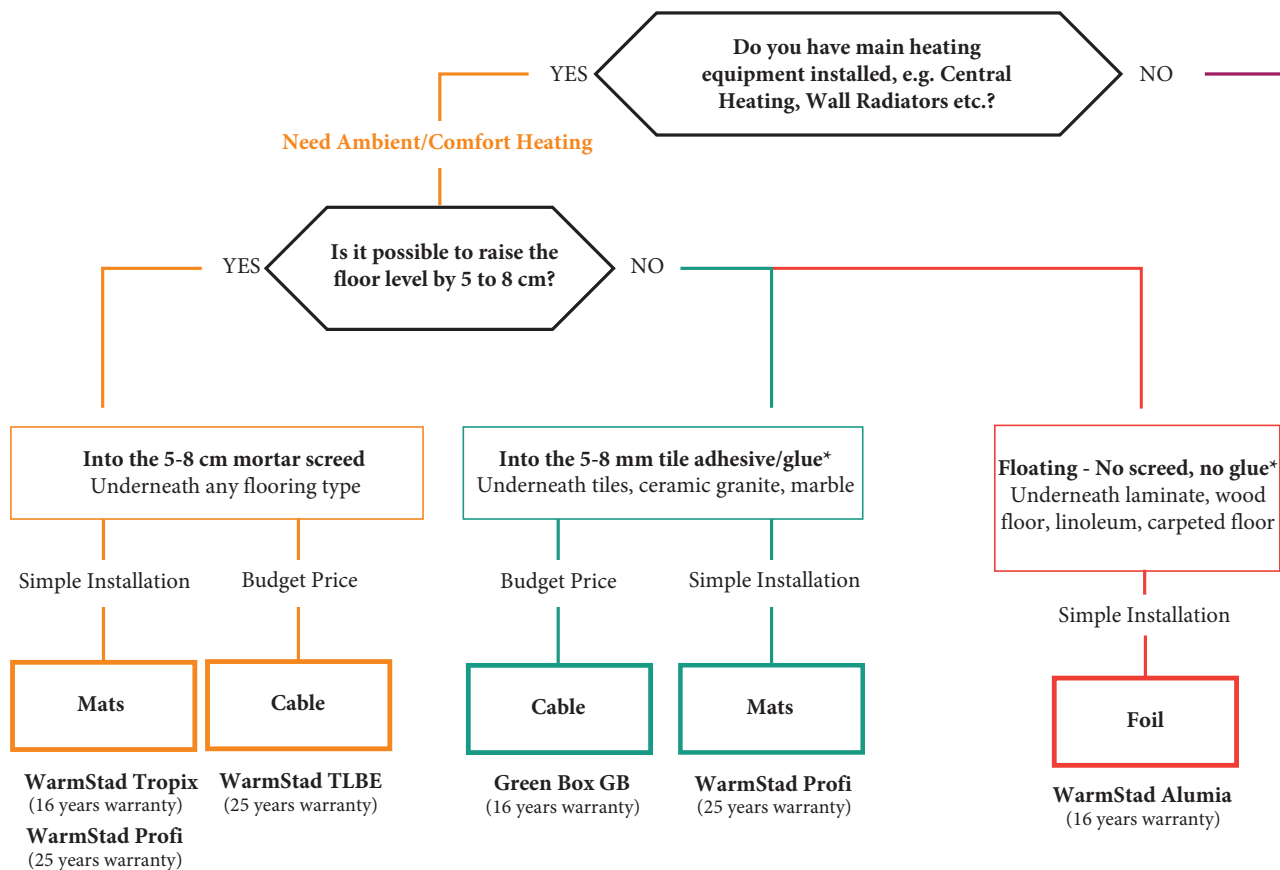 Do you have main heating
equipment installed, e.g. Central
Heating, Wall Radiators etc.?
YES
NO
Need Ambient/Comfort Heating
Is it possible to raise the
floor level by 5 to 8 cm?
YES
NO
Into the 5-8 cm mortar screed
Underneath any flooring type
Into the 5-8 mm tile adhesive/glue*
Underneath tiles, ceramic granite, marble
Floating - No screed, no glue*
Underneath laminate, wood
floor, linoleum, carpeted floor
Simple Installation
Budget Price
Budget Price
Simple Installation
Simple Installation
Mats
Cable
Cable
Mats
Foil
WarmStad Tropix
(16 years warranty)
WarmStad Profi
(25 years warranty)
WarmStad TLBE
(25 years warranty)
Green Box GB
(16 years warranty)
WarmStad Profi
(25 years warranty)
WarmStad Alumia
(16 years warranty)